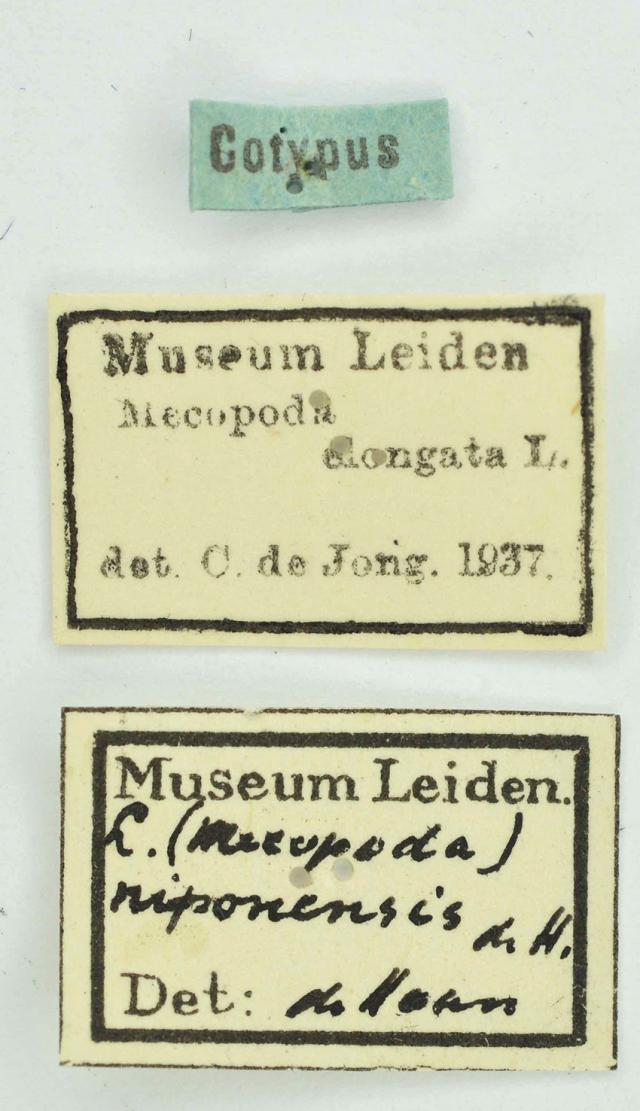 Cotypus
Museum Leiden
Mecopoda
elongata L.
det. C. de Jong. 1937.
Museum Leiden.
L. (Mecopoda)
niponensis de H.
Det: de Haan